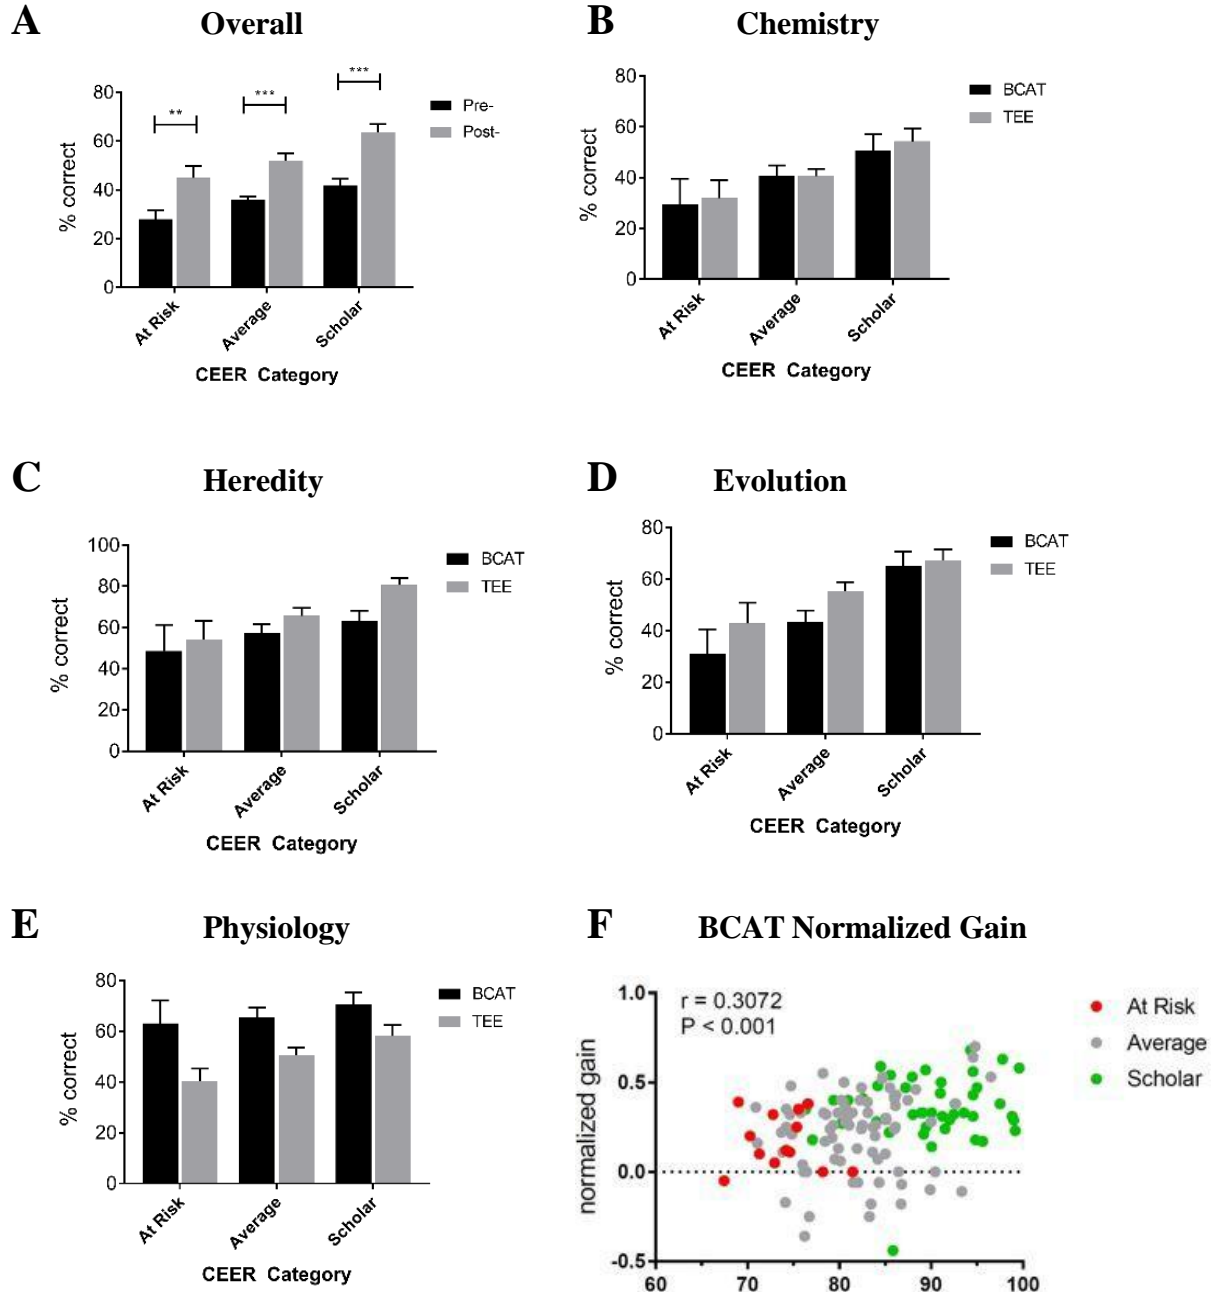 A Overall
80
60
40
20
0
% correct
**
***
***
Pre-
Post-
At Risk
Average
Scholar
CEER Category
B Chemistry
80
60
40
20
0
% correct
BCAT
TEE
At Risk
Average
Scholar
CEER Category
C Heredity
100
80
60
40
20
0
% correct
BCAT
TEE
At Risk
Average
Scholar
CEER Category
D Evolution
80
60
40
20
0
% correct
BCAT
TEE
At Risk
Average
Scholar
CEER Category
E Physiology
80
60
40
20
0
% correct
BCAT
TEE
At Risk
Average
Scholar
CEER Category
F BCAT Normalized Gain
1.0
0.5
0.0
-0.5
normalized gain
r = 0.3072
P < 0.001
At Risk
Average
Scholar
60 70 80 90 100